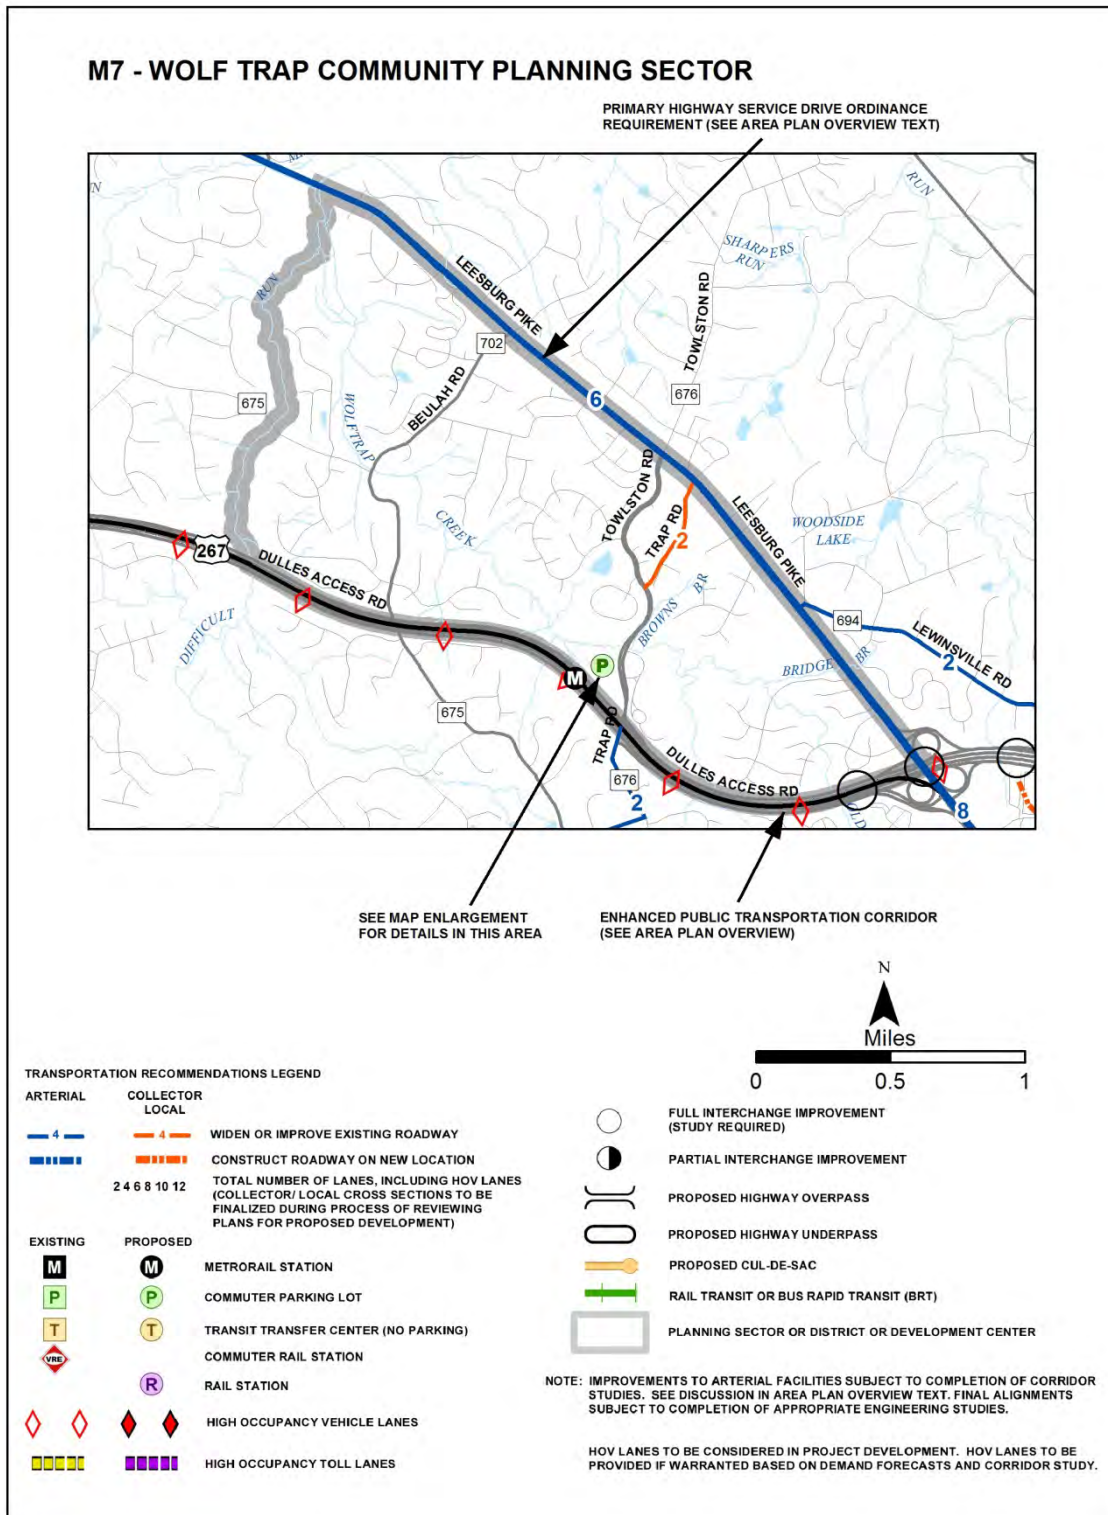 M7 - WOLF TRAP COMMUNITY PLANNING SECTOR
PRIMARY HIGHWAY SERVICE DRIVE ORDINANCE
REQUIREMENT (SEE AREA PLAN OVERVIEW TEXT)
RUN
SHARPERS
RUN
RUN
LEESBURG PIKE
TOWLSTON RD
702
676
6
675
BEULAH RD
WOLFTRAP
CREEK
TOWLSTON RD
TRAP RD
2
LEESBURG PIKE
WOODSIDE
LAKE
267
DULLES ACCESS RD
BROWNS BR
694
LEWINSVILLE RD
2
DIFFICULT
BRIDGE BR
P
M
675
TRAP RD
676
2
DULLES ACCESS RD
OLD
8
SEE MAP ENLARGEMENT
FOR DETAILS IN THIS AREA
ENHANCED PUBLIC TRANSPORTATION CORRIDOR
(SEE AREA PLAN OVERVIEW)
N
Miles
0 0.5 1
TRANSPORTATION RECOMMENDATIONS LEGEND
ARTERIAL COLLECTOR
LOCAL
4 4 WIDEN OR IMPROVE EXISTING ROADWAY
CONSTRUCT ROADWAY ON NEW LOCATION
2 4 6 8 10 12 TOTAL NUMBER OF LANES, INCLUDING HOV LANES
(COLLECTOR/ LOCAL CROSS SECTIONS TO BE
FINALIZED DURING PROCESS OF REVIEWING
PLANS FOR PROPOSED DEVELOPMENT)
EXISTING PROPOSED
M M METRORAIL STATION
P P COMMUTER PARKING LOT
T T TRANSIT TRANSFER CENTER (NO PARKING)
VRE COMMUTER RAIL STATION
R RAIL STATION
HIGH OCCUPANCY VEHICLE LANES
HIGH OCCUPANCY TOLL LANES
FULL INTERCHANGE IMPROVEMENT
(STUDY REQUIRED)
PARTIAL INTERCHANGE IMPROVEMENT
PROPOSED HIGHWAY OVERPASS
PROPOSED HIGHWAY UNDERPASS
PROPOSED CUL-DE-SAC
RAIL TRANSIT OR BUS RAPID TRANSIT (BRT)
PLANNING SECTOR OR DISTRICT OR DEVELOPMENT CENTER
NOTE: IMPROVEMENTS TO ARTERIAL FACILITIES SUBJECT TO COMPLETION OF CORRIDOR
STUDIES. SEE DISCUSSION IN AREA PLAN OVERVIEW TEXT. FINAL ALIGNMENTS
SUBJECT TO COMPLETION OF APPROPRIATE ENGINEERING STUDIES.
HOV LANES TO BE CONSIDERED IN PROJECT DEVELOPMENT. HOV LANES TO BE
PROVIDED IF WARRANTED BASED ON DEMAND FORECASTS AND CORRIDOR STUDY.